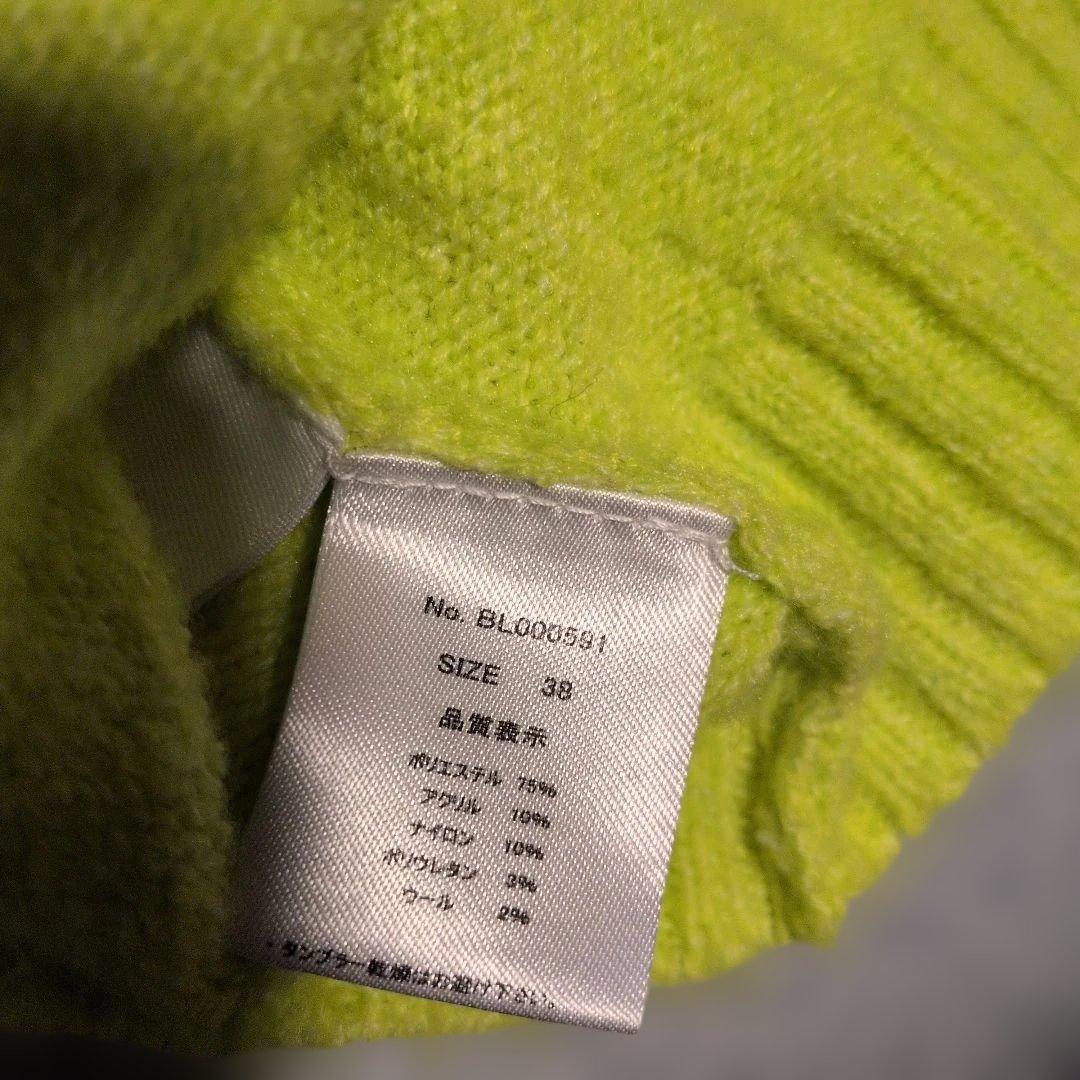 No. BL000591
SIZE 38
品質表示
ポリエステル 75%
アクリル 10%
ナイロン 10%
ポリウレタン 3%
ウール 2%
・タンブラー乾燥はお避け下さい。